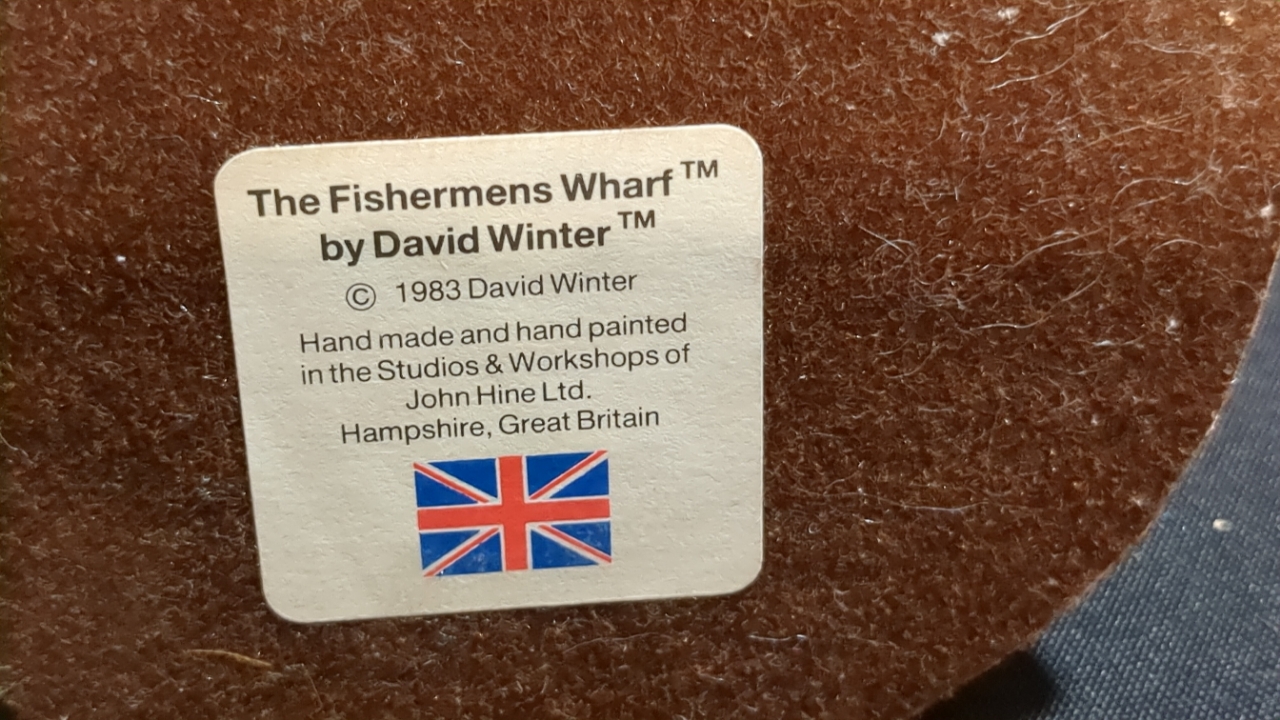 The Fishermens Wharf ™
by David Winter ™
© 1983 David Winter
Hand made and hand painted
in the Studios & Workshops of
John Hine Ltd.
Hampshire, Great Britain